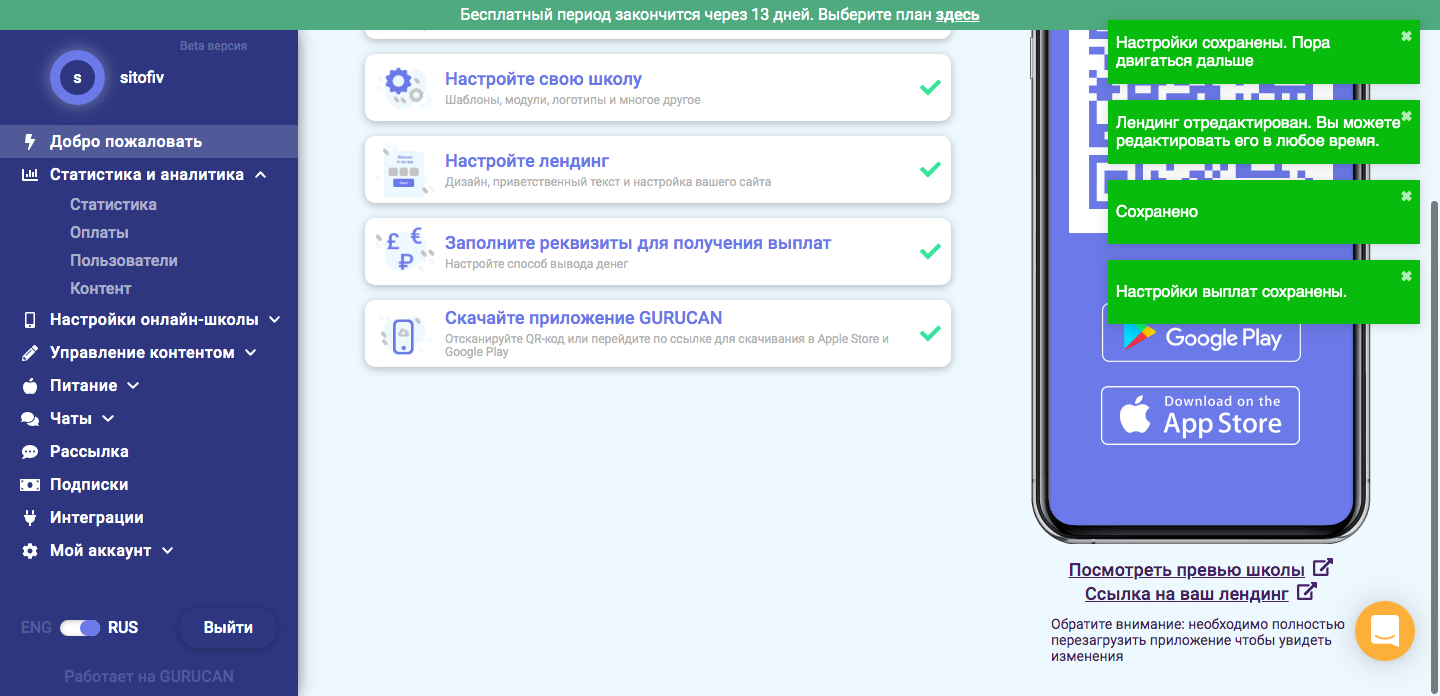 Бесплатный период закончится через 13 дней. Выберите план здесь
Beta версия
s
sitofiv
Добро пожаловать
Статистика и аналитика
Статистика
Оплаты
Пользователи
Контент
Настройки онлайн-школы
Управление контентом
Питание
Чаты
Рассылка
Подписки
Интеграции
Мой аккаунт
ENG
RUS
Выйти
Работает на GURUCAN
Настройте свою школу
Шаблоны, модули, логотипы и многое другое
Настройте лендинг
Дизайн, приветственный текст и настройка вашего сайта
£ € ₽
Заполните реквизиты для получения выплат
Настройте способ вывода денег
Скачайте приложение GURUCAN
Отсканируйте QR-код или перейдите по ссылке для скачивания в Apple Store и
Google Play
Настройки сохранены. Пора
двигаться дальше
Лендинг отредактирован. Вы можете
редактировать его в любое время.
Сохранено
Настройки выплат сохранены.
Google Play
Download on the
App Store
Посмотреть превью школы
Ссылка на ваш лендинг
Обратите внимание: необходимо полностью
перезагрузить приложение чтобы увидеть
изменения